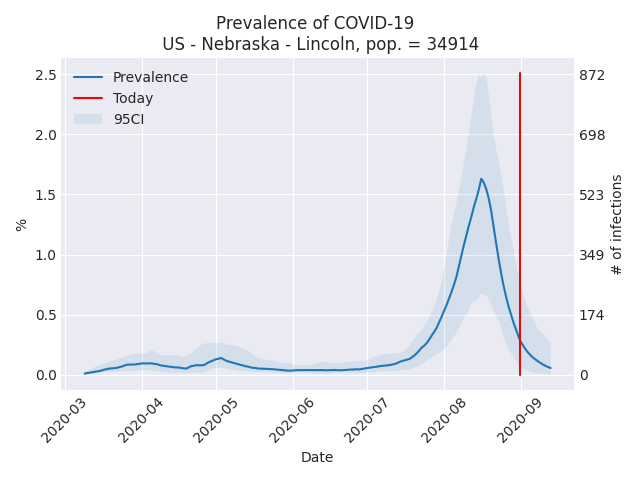 Prevalence of COVID-19
US - Nebraska - Lincoln, pop. = 34914
Prevalence
Today
95CI
2.5
2.0
1.5
1.0
0.5
0.0
%
872
698
523
349
174
0
# of infections
2020-03
2020-04
2020-05
2020-06
2020-07
2020-08
2020-09
Date